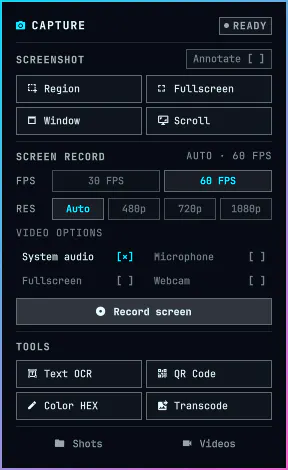 CAPTURE
READY
SCREENSHOT Annotate [ ]
Region Fullscreen
Window Scroll
SCREEN RECORD AUTO · 60 FPS
FPS 30 FPS 60 FPS
RES Auto 480p 720p 1080p
VIDEO OPTIONS
System audio [×] Microphone [ ]
Fullscreen [ ] Webcam [ ]
Record screen
TOOLS
Text OCR QR Code
Color HEX Transcode
Shots Videos